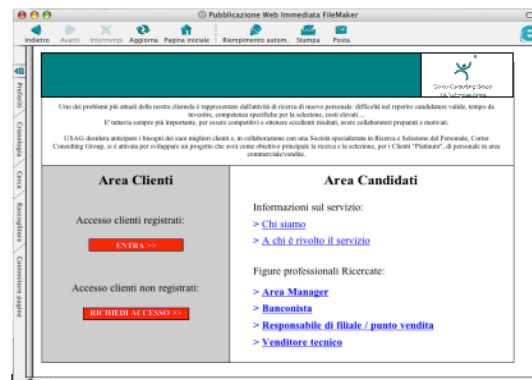 Pubblicazione Web Immediata FileMaker
Indietro Avanti Interrompi Aggiorna Pagina iniziale Riempimento autom. Stampa Posta
Preferiti
Cronologia
Cerca
Raccoglitore
Contenitore pagine
Corno Consulting Group
Uno dei problemi più attuali della nostra clientela è rappresentare dall'attività di ricerca di nuovo personale: difficoltà nel reperire candidature valide, tempo da
investire, competenza specifiche per la selezione, costi elevati ...
E' tuttavia sempre più importante, per essere competitivi e ottenere eccellenti risultati, avere collaboratori preparati e motivati.
USAG desidera anticipare i bisogni dei suoi migliori clienti e, in collaborazione con una Società specializzata in Ricerca e Selezione del Personale, Corno
Consulting Group, si è attivata per sviluppare un progetto che avrà come obiettivo principale la ricerca e la selezione, per i Clienti "Platinum", di personale in area
commerciale/vendite.
Area Clienti
Accesso clienti registrati:
ENTRA >>
Accesso clienti non registrati:
RICHIEDI ACCESSO >>
Area Candidati
Informazioni sul servizio:
> Chi siamo
> A chi è rivolto il servizio
Figure professionali Ricercate:
> Area Manager
> Banconista
> Responsabile di filiale / punto vendita
> Venditore tecnico